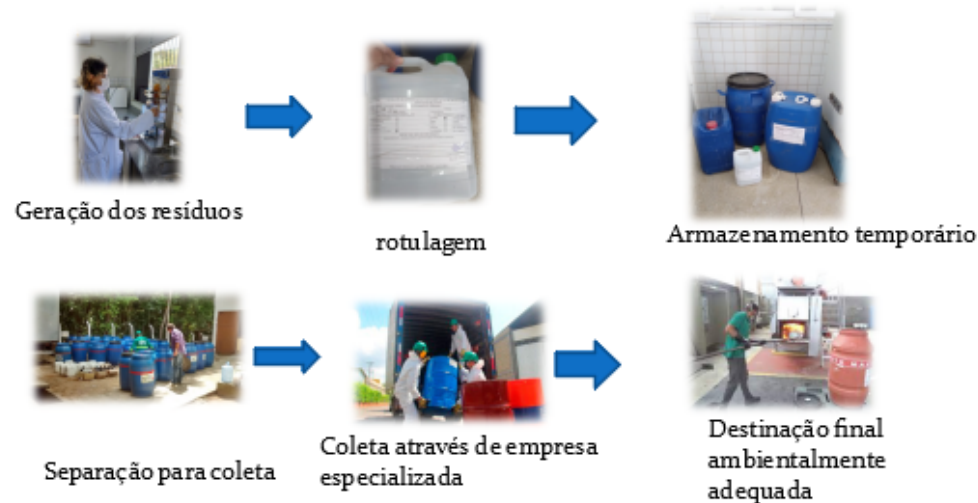 Geração dos resíduos
rotulagem
Armazenamento temporário
Separação para coleta
Coleta através de empresa
especializada
Destinação final
ambientalmente
adequada